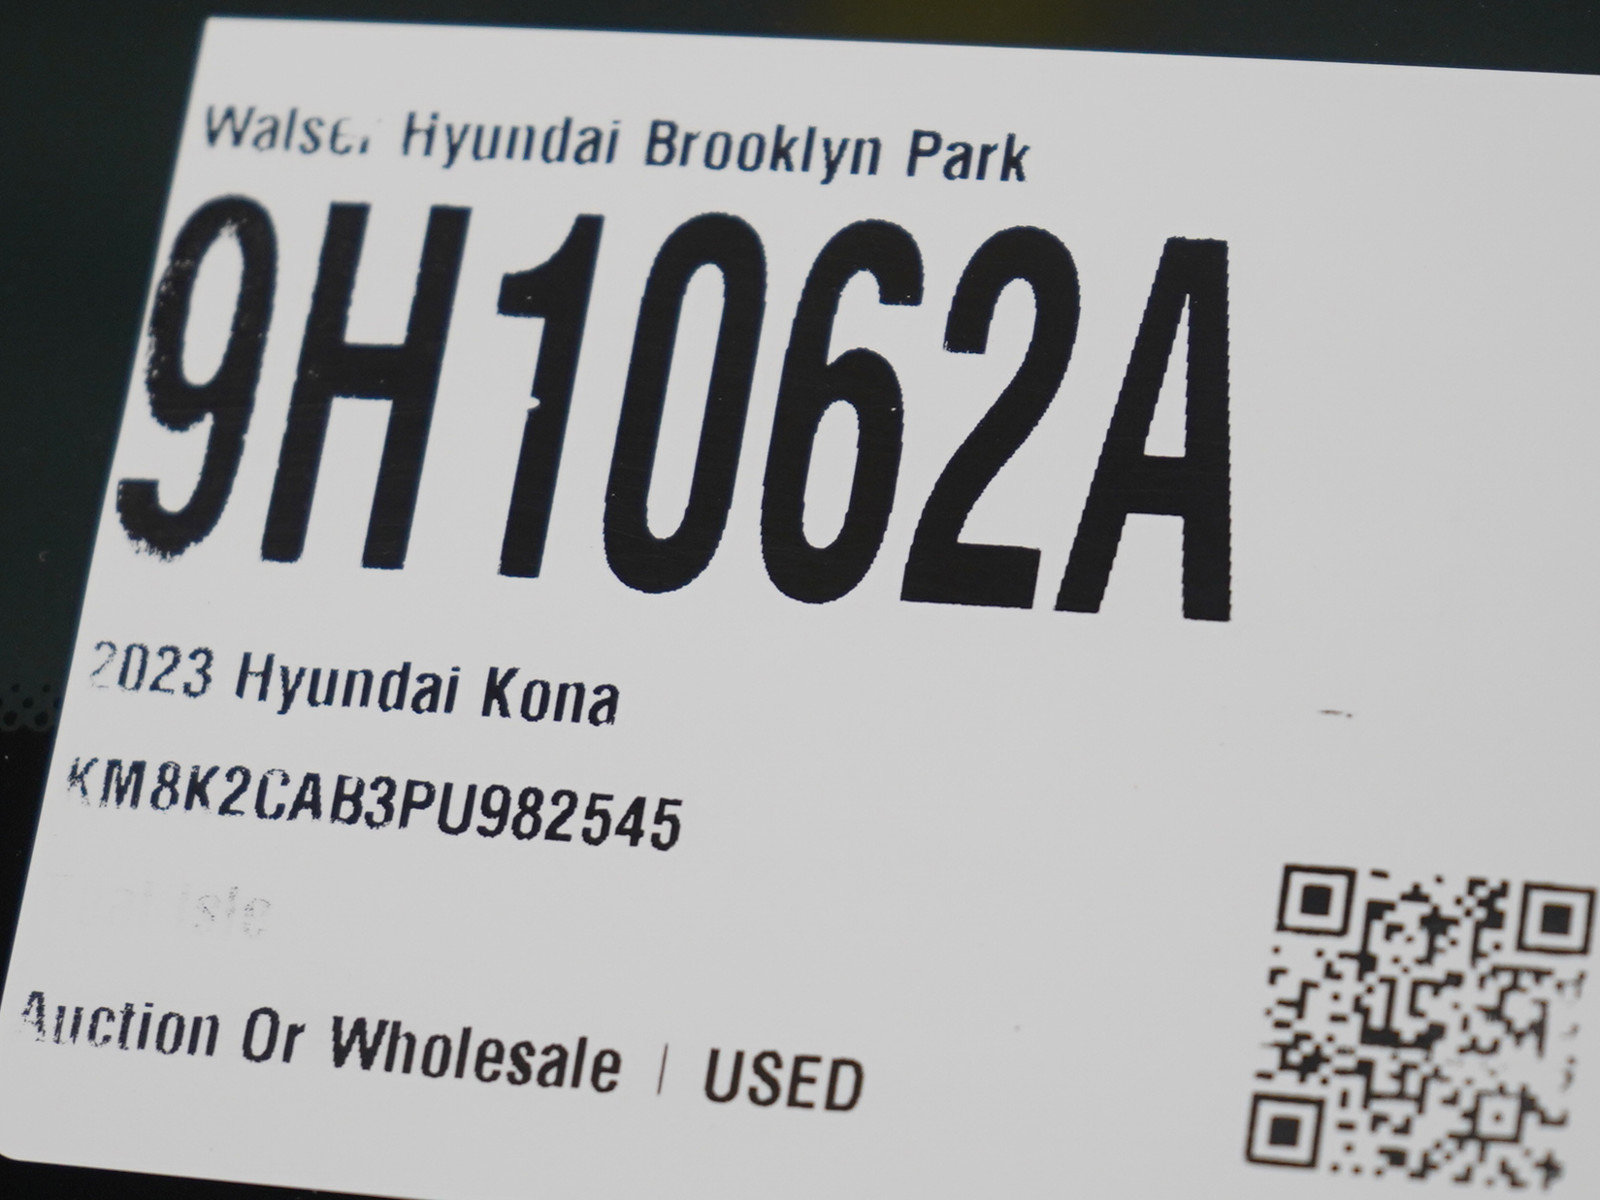 Walser Hyundai Brooklyn Park
9H1062A
2023 Hyundai Kona
KM8K2CAB3PU982545
Auction Or Wholesale | USED